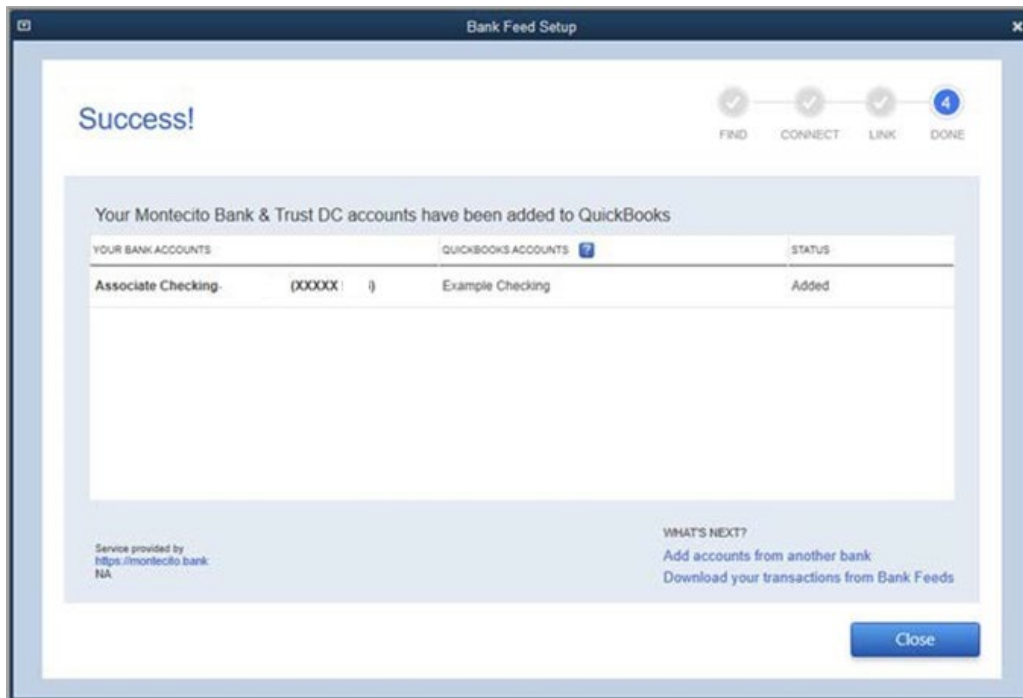 Bank Feed Setup
Success!
4
FIND CONNECT LINK DONE
Your Montecito Bank & Trust DC accounts have been added to QuickBooks
YOUR BANK ACCOUNTS QUICKBOOKS ACCOUNTS ? STATUS
Associate Checking- (XXXXX ) Example Checking Added
Service provided by
https://montecito.bank
NA
WHAT'S NEXT?
Add accounts from another bank
Download your transactions from Bank Feeds
Close